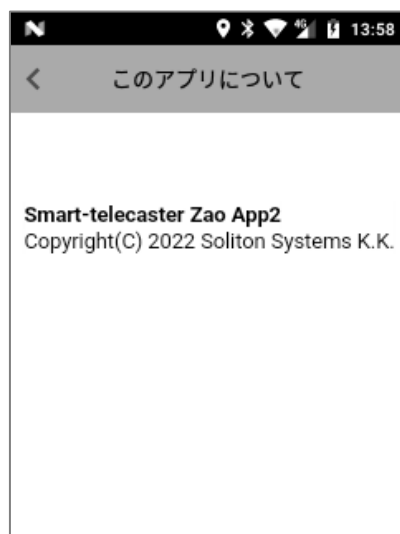 4G 13:58
このアプリについて
Smart-telecaster Zao App2
Copyright(C) 2022 Soliton Systems K.K.